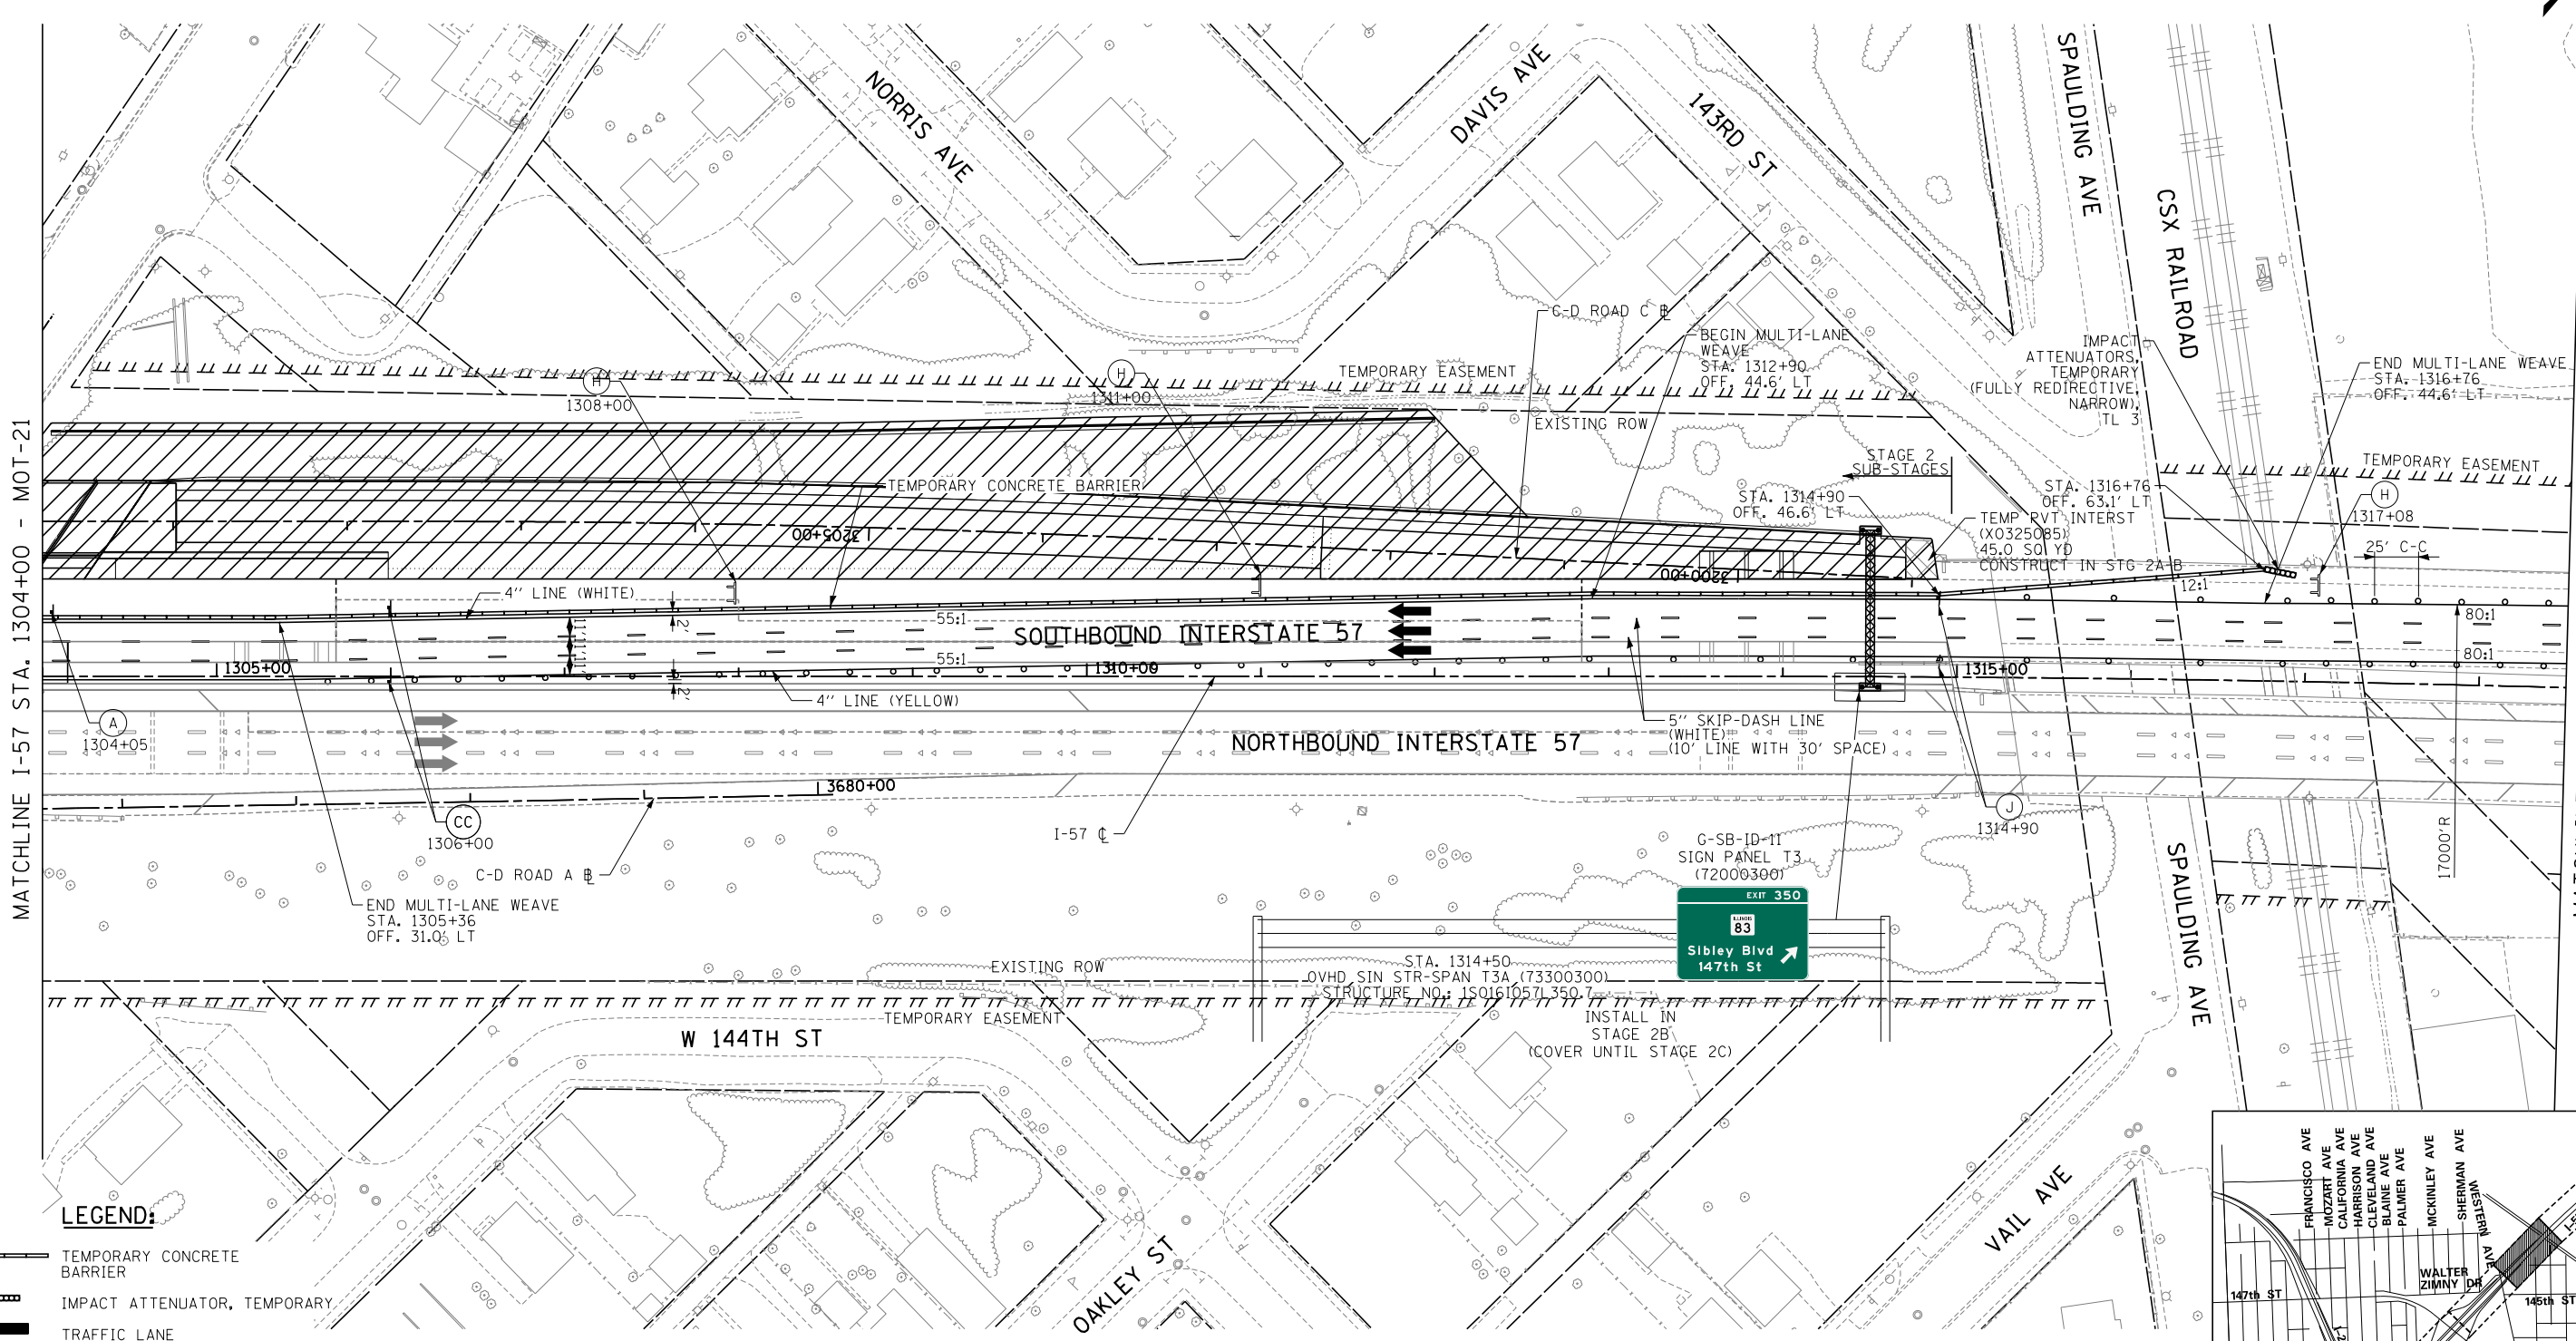 MATCHLINE I-57 STA. 1304+00 - MOT-21
NORRIS AVE
DAVIS AVE
143RD ST
SPAULDING AVE
CSX RAILROAD
C-D ROAD C ℄
BEGIN MULTI-LANE
WEAVE
STA. 1312+90
OFF. 44.6' LT
IMPACT
ATTENUATORS,
TEMPORARY
(FULLY REDIRECTIVE,
NARROW),
TL 3
END MULTI-LANE WEAVE
STA. 1316+76
OFF. 44.6' LT
TEMPORARY EASEMENT
EXISTING ROW
H
1308+00
H
1311+00
STAGE 2
SUB-STAGES
TEMPORARY EASEMENT
TEMPORARY CONCRETE BARRIER
STA. 1314+90
OFF. 46.6' LT
STA. 1316+76
OFF. 63.1' LT
H
1317+08
TEMP PVT INTERST
(X0325085)
45.0 SQ YD
CONSTRUCT IN STG 2A-B
25' C-C
3205+00
3200+00
12:1
4" LINE (WHITE)
2'
11' 11' 11'
55:1
SOUTHBOUND INTERSTATE 57
55:1
80:1
80:1
1305+00
1310+00
1315+00
2'
4" LINE (YELLOW)
A
1304+05
5" SKIP-DASH LINE
(WHITE)
(10' LINE WITH 30' SPACE)
NORTHBOUND INTERSTATE 57
3680+00
CC
1306+00
I-57 ℄
J
1314+90
C-D ROAD A ℄
17000'R
END MULTI-LANE WEAVE
STA. 1305+36
OFF. 31.0' LT
G-SB-ID-11
SIGN PANEL T3
(72000300)
EXIT 350
ILLINOIS
83
Sibley Blvd
147th St
SPAULDING AVE
EXISTING ROW
STA. 1314+50
OVHD SIN STR-SPAN T3A (73300300)
STRUCTURE NO.: 1S016I057L350.7
TEMPORARY EASEMENT
INSTALL IN
STAGE 2B
(COVER UNTIL STAGE 2C)
W 144TH ST
OAKLEY ST
VAIL AVE
LEGEND:
TEMPORARY CONCRETE
BARRIER
IMPACT ATTENUATOR, TEMPORARY
TRAFFIC LANE
FRANCISCO AVE
MOZART AVE
CALIFORNIA AVE
HARRISON AVE
CLEVELAND AVE
BLAINE AVE
PALMER AVE
MCKINLEY AVE
SHERMAN AVE
WESTERN AVE
WALTER
ZIMNY DR
147th ST
145th ST